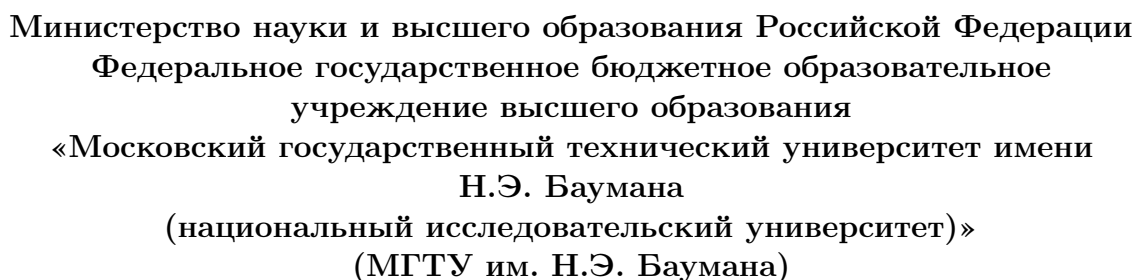 Министерство науки и высшего образования Российской Федерации
Федеральное государственное бюджетное образовательное
учреждение высшего образования
«Московский государственный технический университет имени
Н.Э. Баумана
(национальный исследовательский университет)»
(МГТУ им. Н.Э. Баумана)